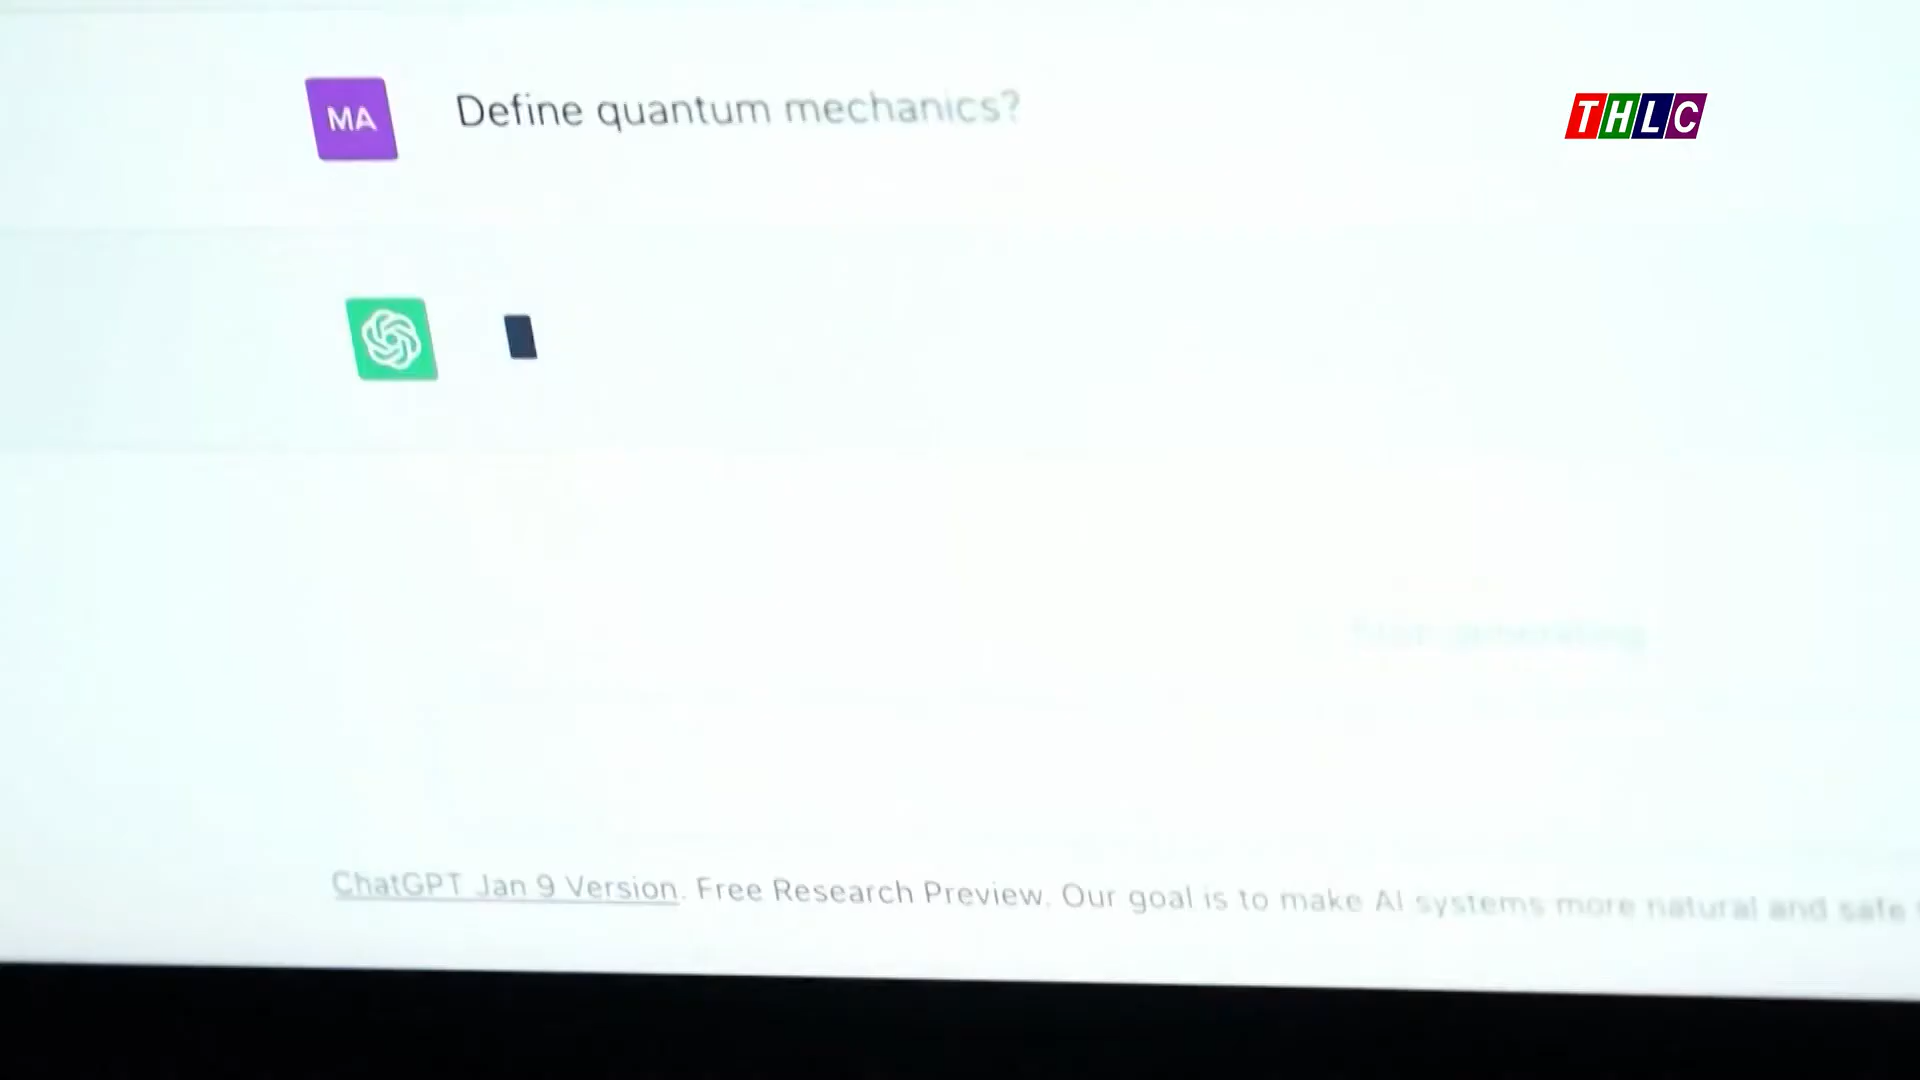 MA
Define quantum mechanics?
THLC
ChatGPT Jan 9 Version. Free Research Preview. Our goal is to make AI systems more natural and safe